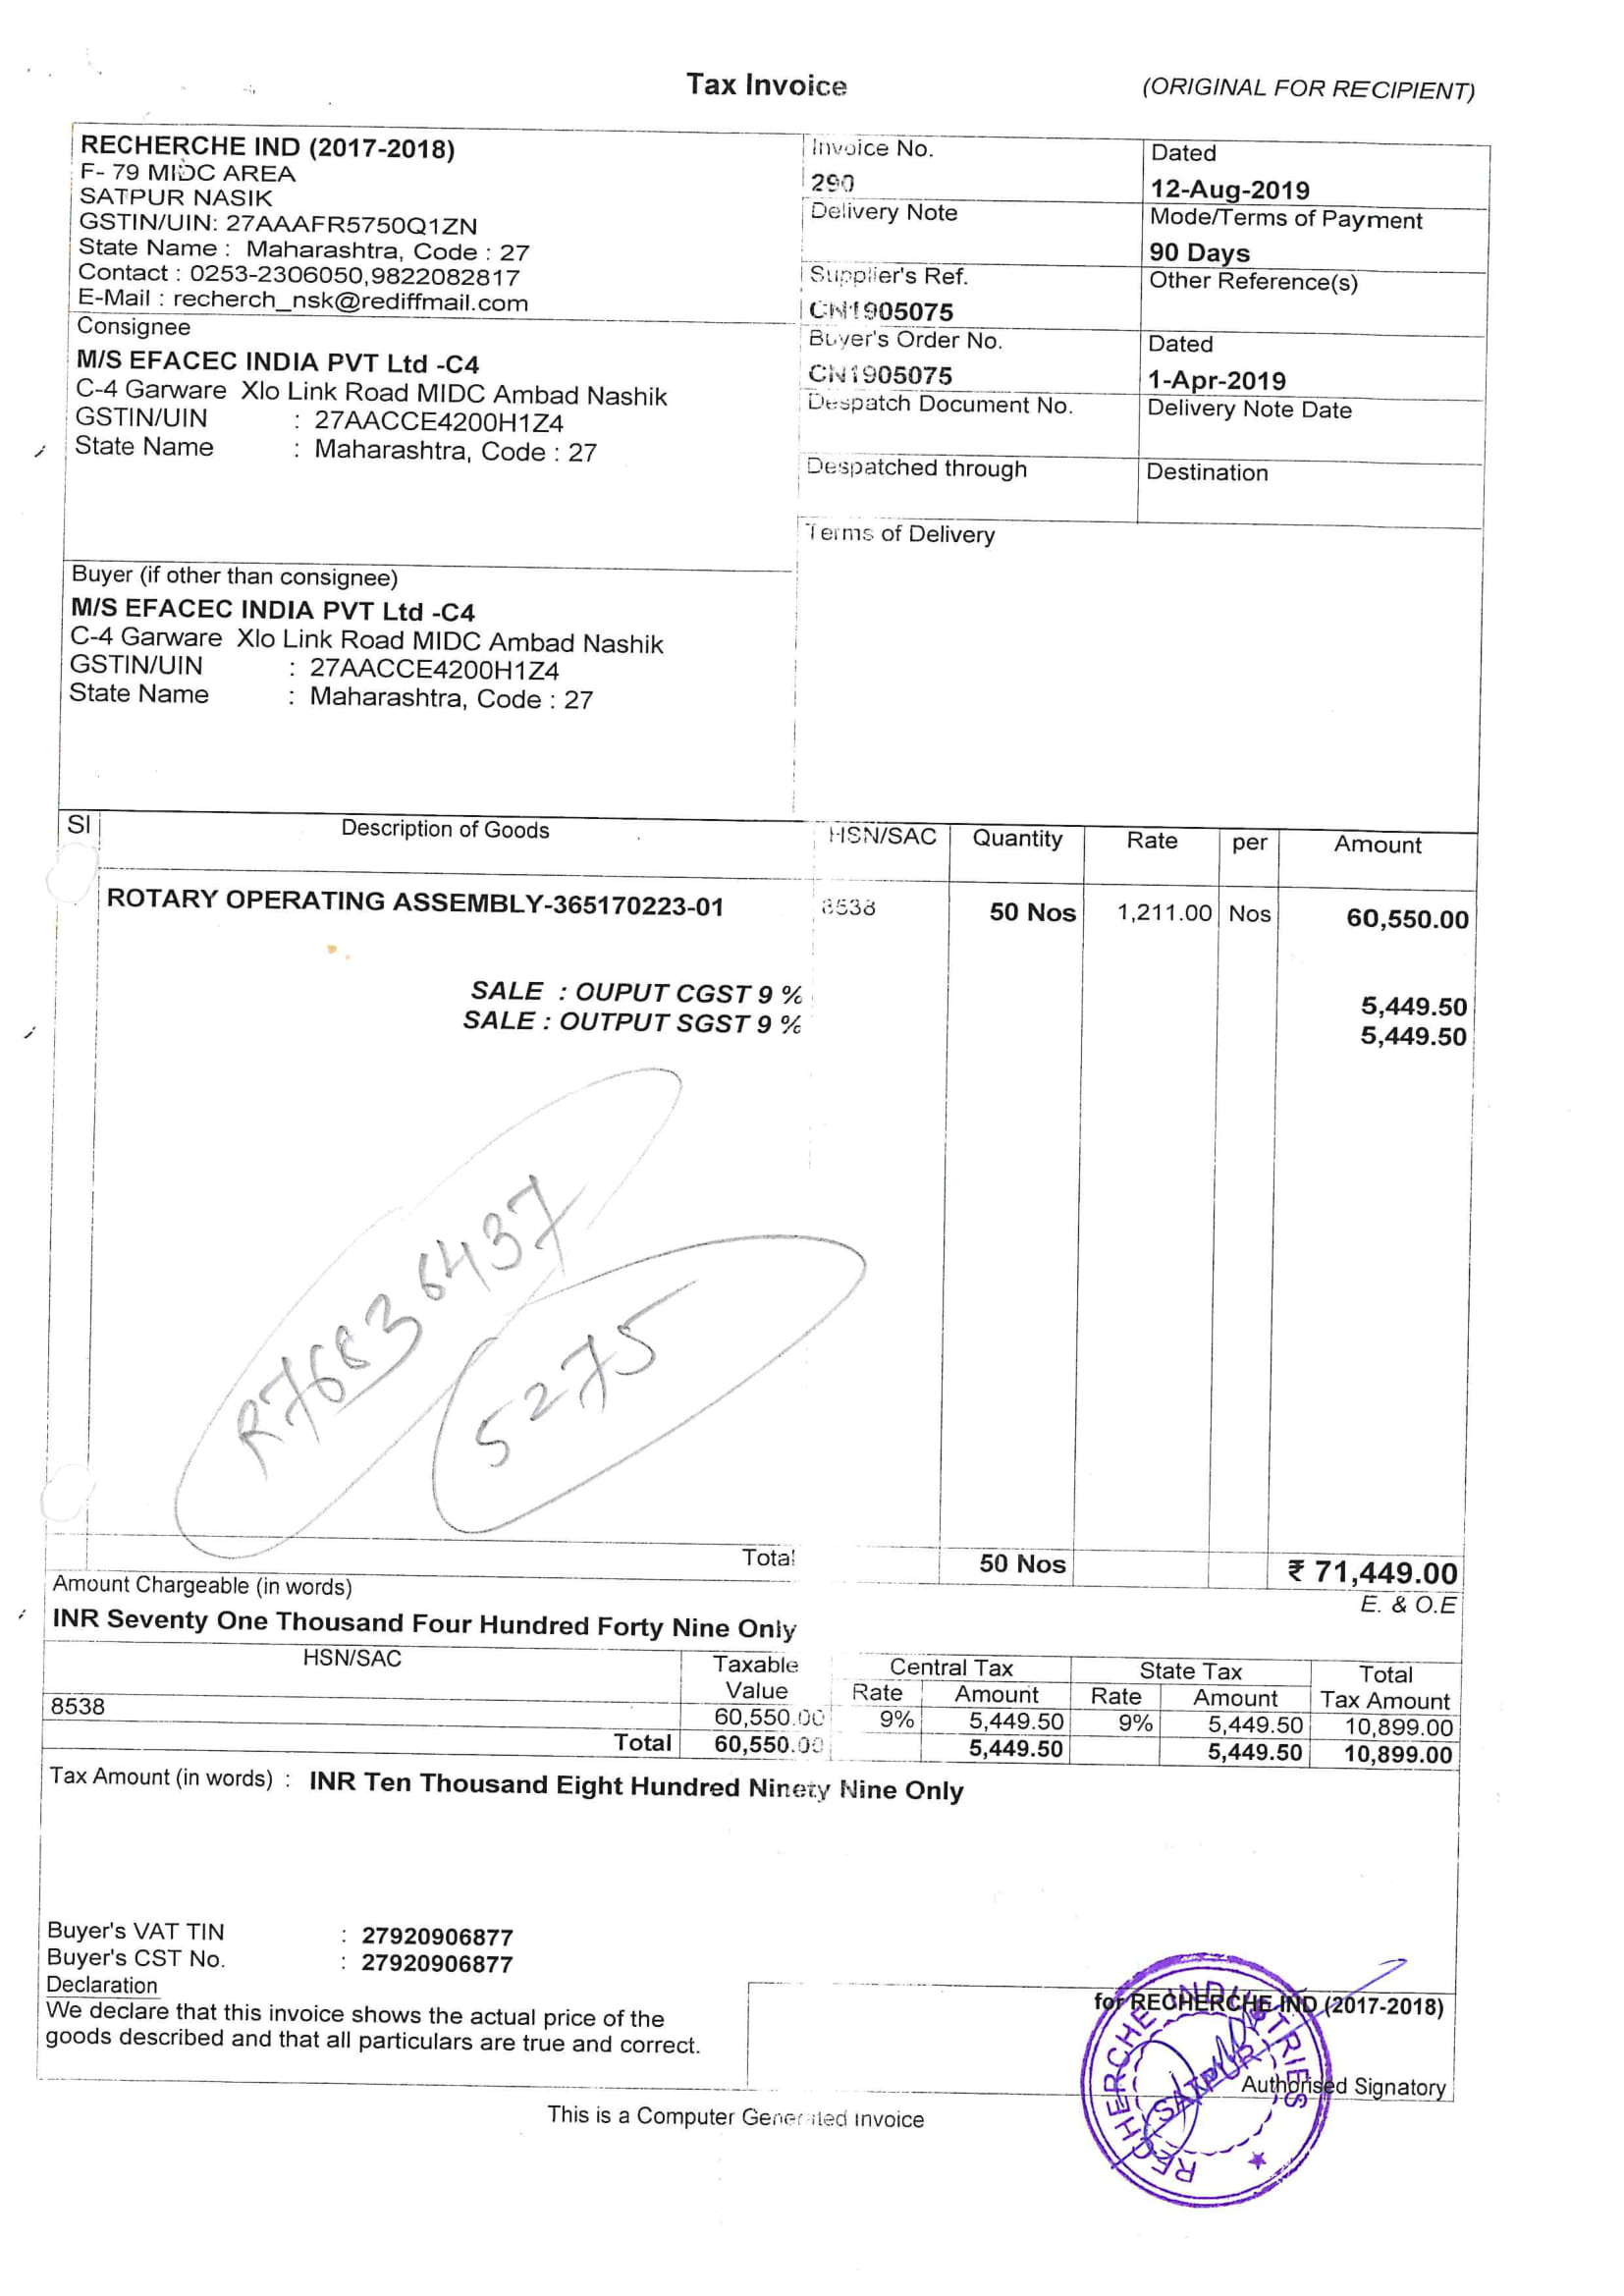 Tax Invoice
(ORIGINAL FOR RECIPIENT)
RECHERCHE IND (2017-2018)
F- 79 MIDC AREA
SATPUR NASIK
GSTIN/UIN: 27AAAFR5750Q1ZN
State Name : Maharashtra, Code : 27
Contact : 0253-2306050,9822082817
E-Mail : recherch_nsk@rediffmail.com
Invoice No.
290
Dated
12-Aug-2019
Delivery Note
Mode/Terms of Payment
90 Days
Supplier's Ref.
CN1905075
Other Reference(s)
Buyer's Order No.
CN1905075
Dated
1-Apr-2019
Despatch Document No.
Delivery Note Date
Despatched through
Destination
Terms of Delivery
Consignee
M/S EFACEC INDIA PVT Ltd -C4
C-4 Garware Xlo Link Road MIDC Ambad Nashik
GSTIN/UIN : 27AACCE4200H1Z4
State Name : Maharashtra, Code : 27
Buyer (if other than consignee)
M/S EFACEC INDIA PVT Ltd -C4
C-4 Garware Xlo Link Road MIDC Ambad Nashik
GSTIN/UIN : 27AACCE4200H1Z4
State Name : Maharashtra, Code : 27
SI Description of Goods HSN/SAC Quantity Rate per Amount
ROTARY OPERATING ASSEMBLY-365170223-01 8538 50 Nos 1,211.00 Nos 60,550.00
SALE : OUPUT CGST 9 % 5,449.50
SALE : OUTPUT SGST 9 % 5,449.50
R76836437
5275
Total 50 Nos ₹ 71,449.00
Amount Chargeable (in words) E. & O.E
INR Seventy One Thousand Four Hundred Forty Nine Only
HSN/SAC Taxable Value Central Tax State Tax Total Tax Amount
Rate Amount Rate Amount
8538 60,550.00 9% 5,449.50 9% 5,449.50 10,899.00
Total 60,550.00 5,449.50 5,449.50 10,899.00
Tax Amount (in words) : INR Ten Thousand Eight Hundred Ninety Nine Only
Buyer's VAT TIN : 27920906877
Buyer's CST No. : 27920906877
Declaration
We declare that this invoice shows the actual price of the
goods described and that all particulars are true and correct.
for RECHERCHE IND (2017-2018)
RECHERCHE INDUSTRIES
SATPUR
Authorised Signatory
This is a Computer Generated Invoice